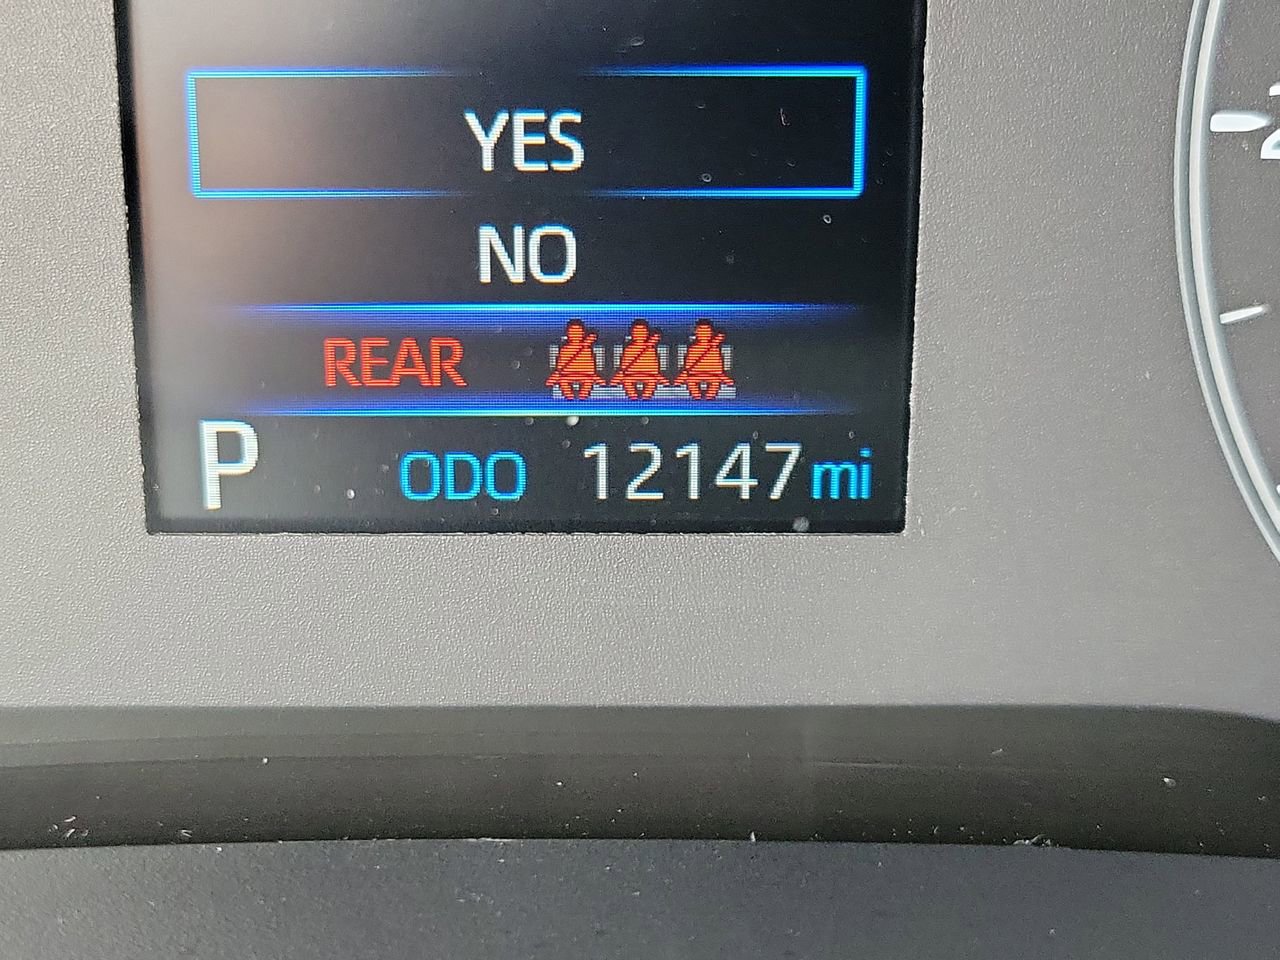 YES
NO
REAR
P ODO 12147 mi